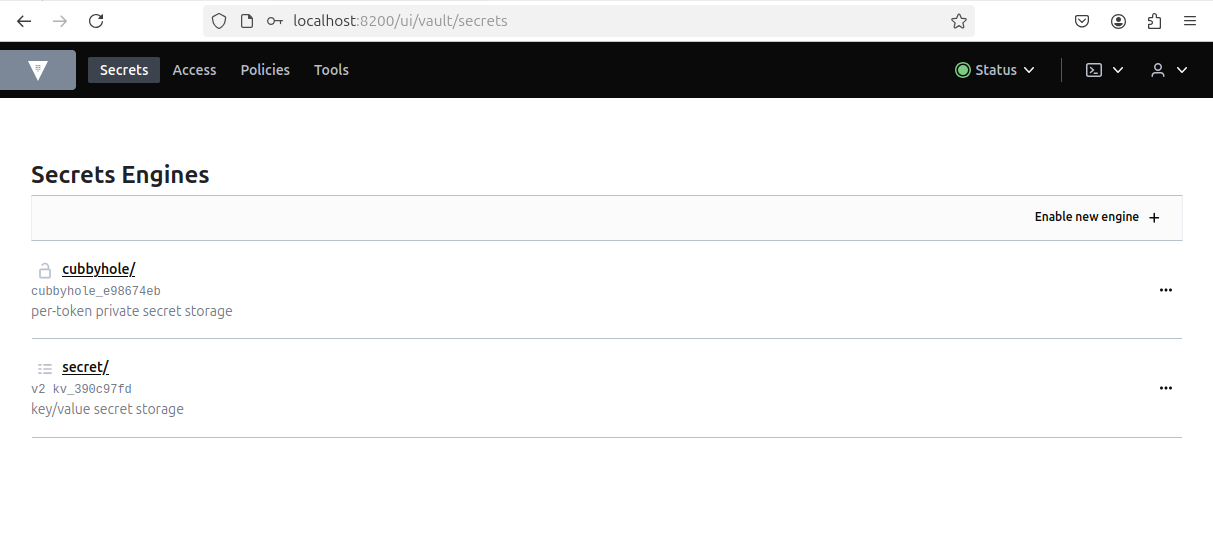 localhost:8200/ui/vault/secrets
Secrets Access Policies Tools Status
Secrets Engines
Enable new engine +
cubbyhole/
cubbyhole_e98674eb
per-token private secret storage
secret/
v2 kv_390c97fd
key/value secret storage